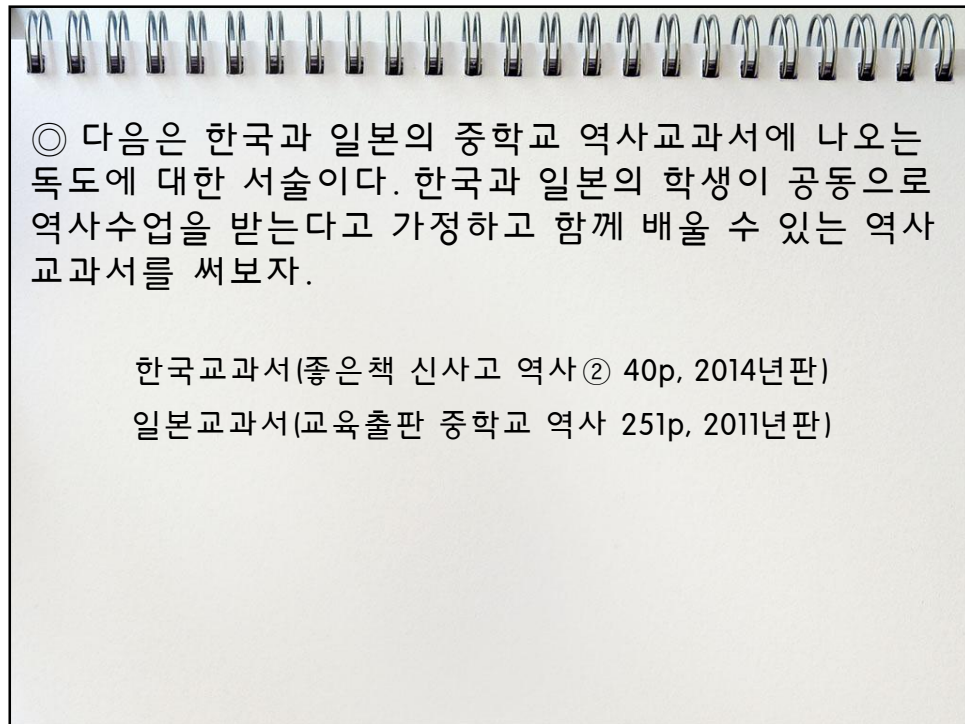 ◎ 다음은 한국과 일본의 중학교 역사교과서에 나오는
독도에 대한 서술이다. 한국과 일본의 학생이 공동으로
역사수업을 받는다고 가정하고 함께 배울 수 있는 역사
교과서를 써보자.
한국교과서(좋은책 신사고 역사② 40p, 2014년판)
일본교과서(교육출판 중학교 역사 251p, 2011년판)